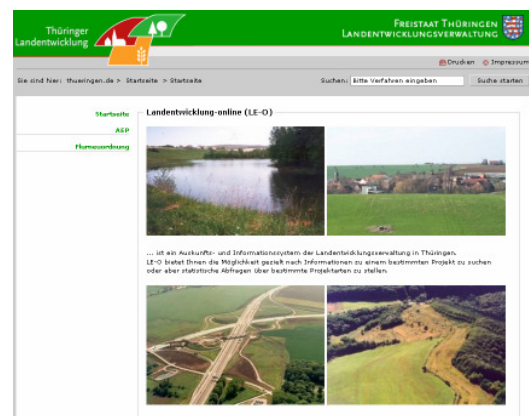 Thüringer
Landentwicklung
FREISTAAT THÜRINGEN
LANDENTWICKLUNGSVERWALTUNG
Drucken Impressum
Sie sind hier: thueringen.de > Startseite > Startseite
Suchen: Bitte Verfahren eingeben Suche starten
Startseite
AEP
Flurneuordnung
Landentwicklung-online (LE-O)
... ist ein Auskunfts- und Informationssystem der Landentwicklungsverwaltung in Thüringen.
LE-O bietet Ihnen die Möglichkeit gezielt nach Informationen zu einem bestimmten Projekt zu suchen
oder aber statistische Abfragen über bestimmte Projektarten zu stellen.